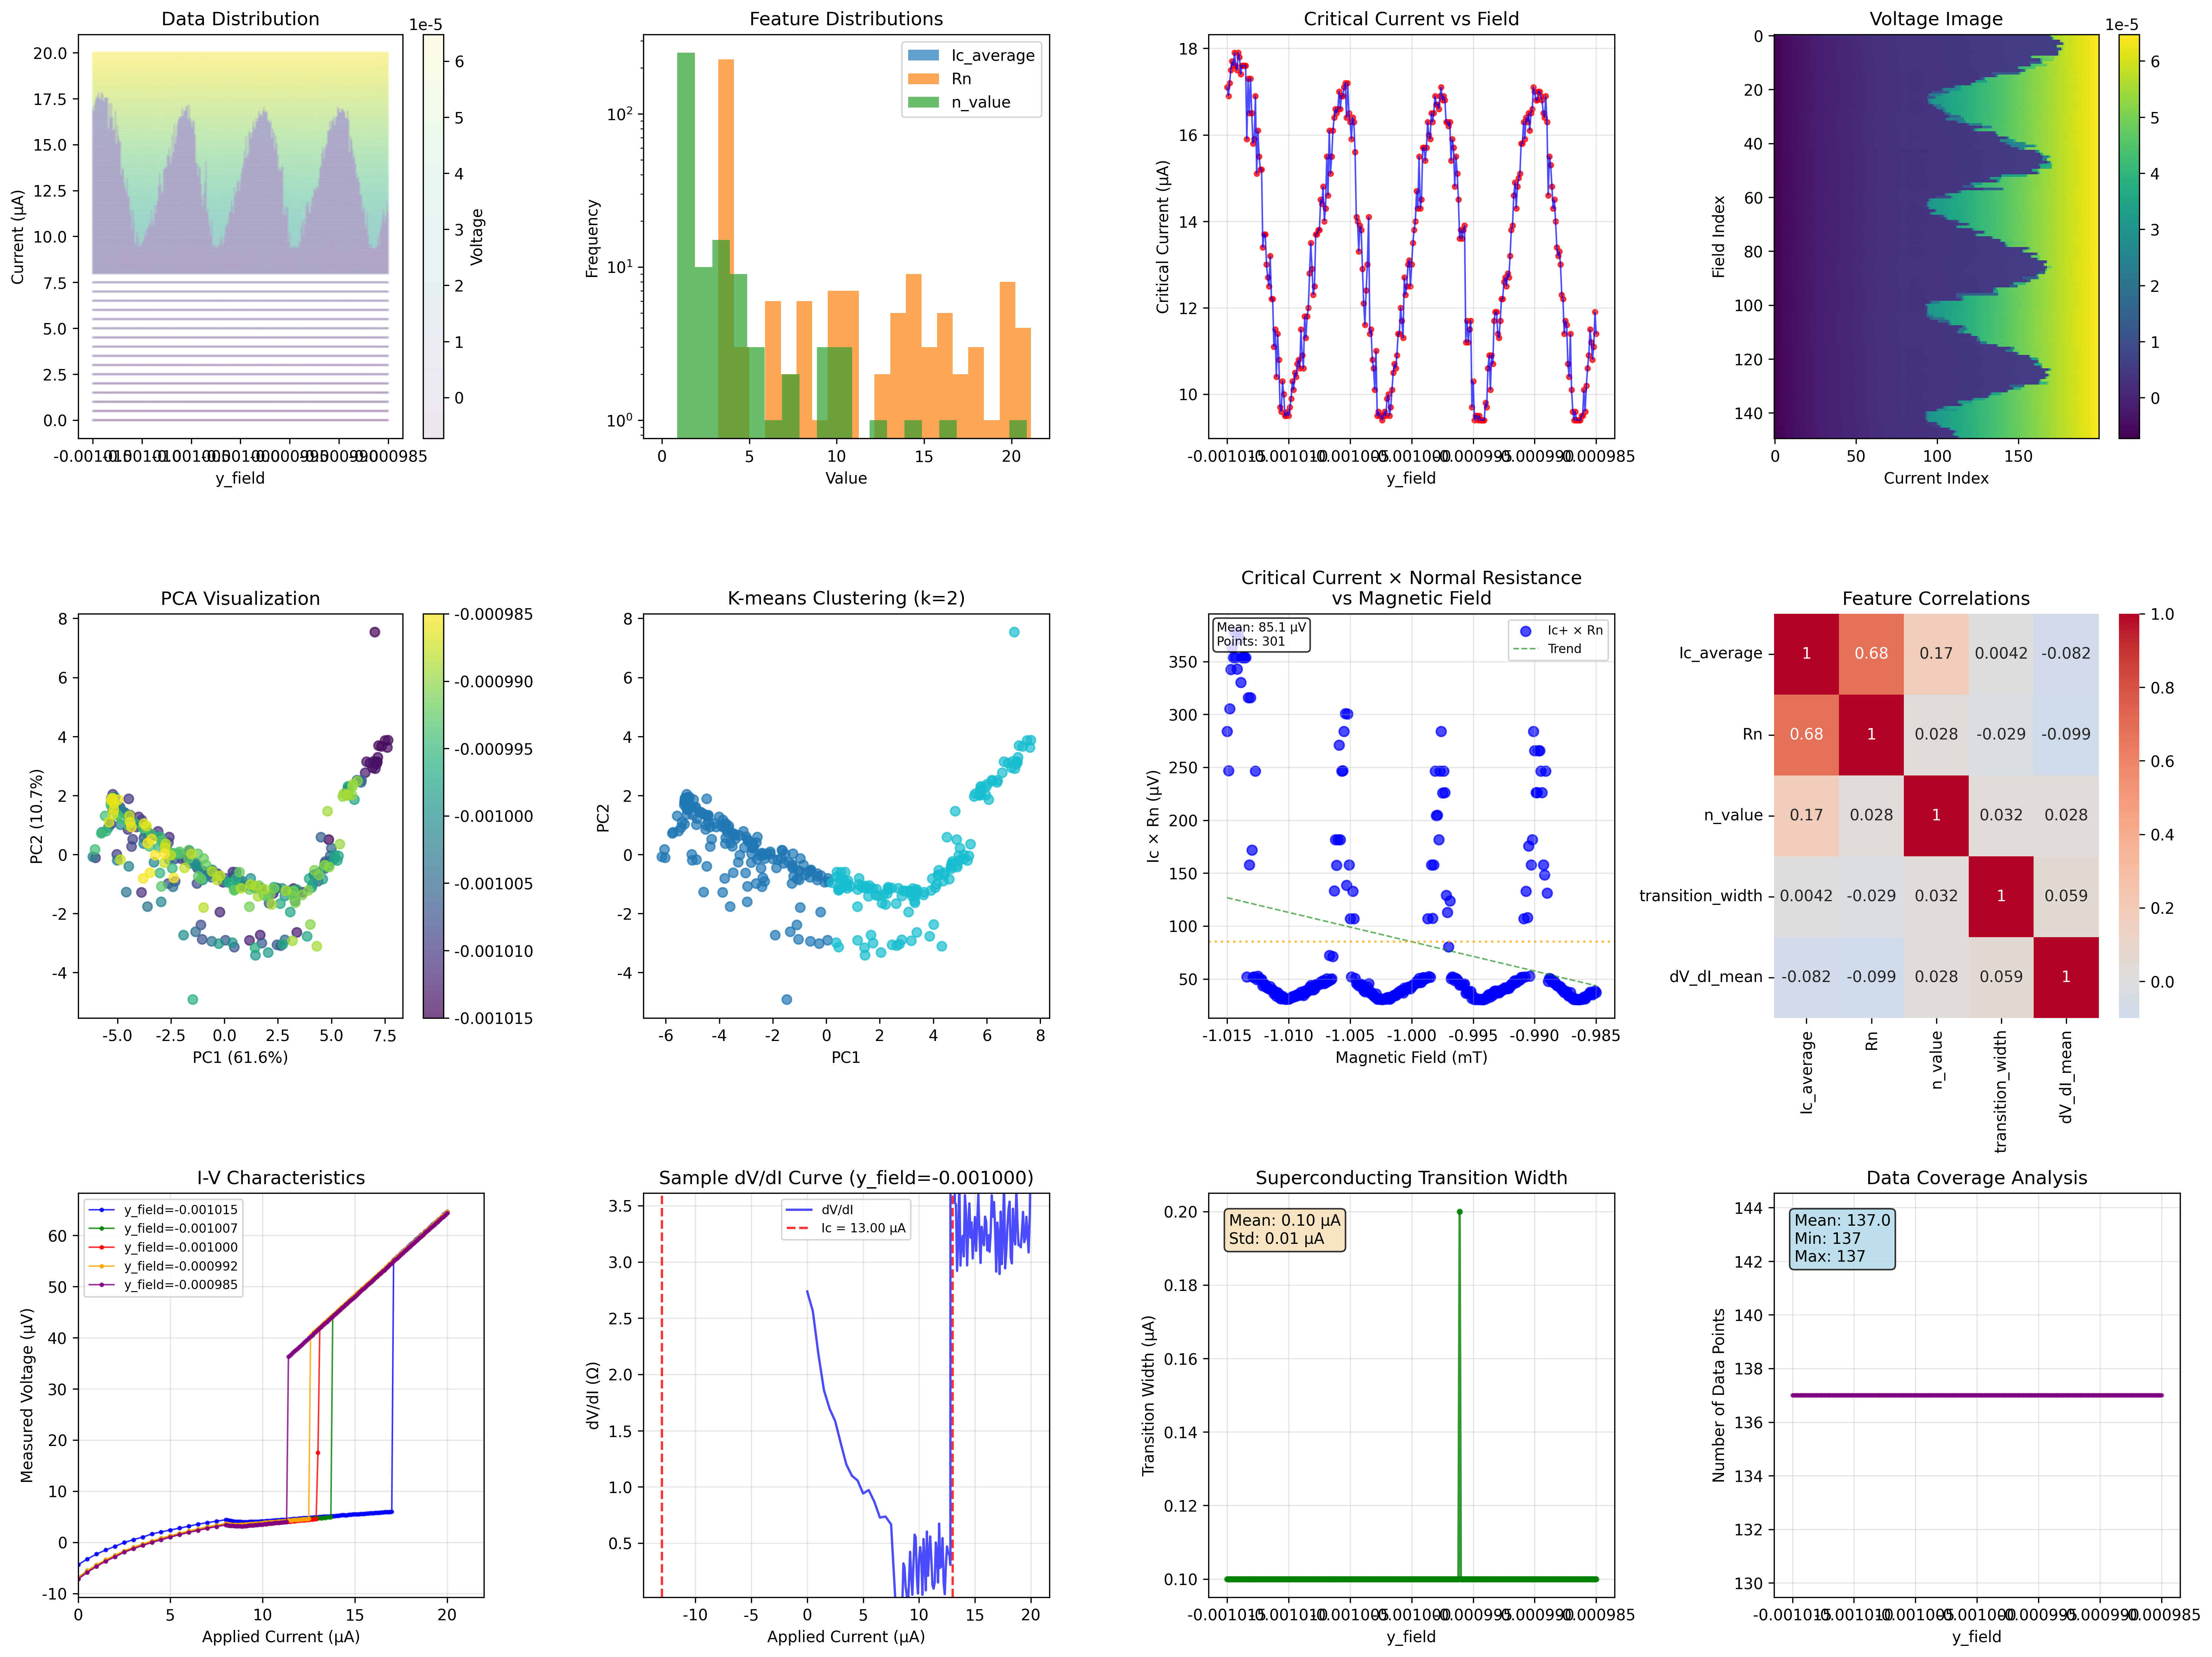 Data Distribution
1e-5
20.0
17.5
15.0
12.5
10.0
7.5
5.0
2.5
0.0
Current (μA)
y_field
6
5
4
3
2
1
0
Voltage
Feature Distributions
Ic_average
Rn
n_value
10²
10¹
10⁰
Frequency
0 5 10 15 20
Value
Critical Current vs Field
18
16
14
12
10
Critical Current (μA)
y_field
Voltage Image
1e-5
0
20
40
60
80
100
120
140
Field Index
0 50 100 150
Current Index
6
5
4
3
2
1
0
PCA Visualization
8
6
4
2
0
-2
-4
PC2 (10.7%)
-5.0 -2.5 0.0 2.5 5.0 7.5
PC1 (61.6%)
-0.000985
-0.000990
-0.000995
-0.001000
-0.001005
-0.001010
-0.001015
K-means Clustering (k=2)
8
6
4
2
0
-2
-4
PC2
-6 -4 -2 0 2 4 6 8
PC1
Critical Current × Normal Resistance
vs Magnetic Field
Mean: 85.1 μV
Points: 301
Ic+ × Rn
Trend
350
300
250
200
150
100
50
Ic × Rn (μV)
-1.015 -1.010 -1.005 -1.000 -0.995 -0.990 -0.985
Magnetic Field (mT)
Feature Correlations
Ic_average 1 0.68 0.17 0.0042 -0.082
Rn 0.68 1 0.028 -0.029 -0.099
n_value 0.17 0.028 1 0.032 0.028
transition_width 0.0042 -0.029 0.032 1 0.059
dV_dI_mean -0.082 -0.099 0.028 0.059 1
Ic_average
Rn
n_value
transition_width
dV_dI_mean
1.0
0.8
0.6
0.4
0.2
0.0
I-V Characteristics
y_field=-0.001015
y_field=-0.001007
y_field=-0.001000
y_field=-0.000992
y_field=-0.000985
60
50
40
30
20
10
0
-10
Measured Voltage (μV)
0 5 10 15 20
Applied Current (μA)
Sample dV/dI Curve (y_field=-0.001000)
dV/dI
Ic = 13.00 μA
3.5
3.0
2.5
2.0
1.5
1.0
0.5
dV/dI (Ω)
-10 -5 0 5 10 15 20
Applied Current (μA)
Superconducting Transition Width
Mean: 0.10 μA
Std: 0.01 μA
0.20
0.18
0.16
0.14
0.12
0.10
Transition Width (μA)
y_field
Data Coverage Analysis
Mean: 137.0
Min: 137
Max: 137
144
142
140
138
136
134
132
130
Number of Data Points
y_field